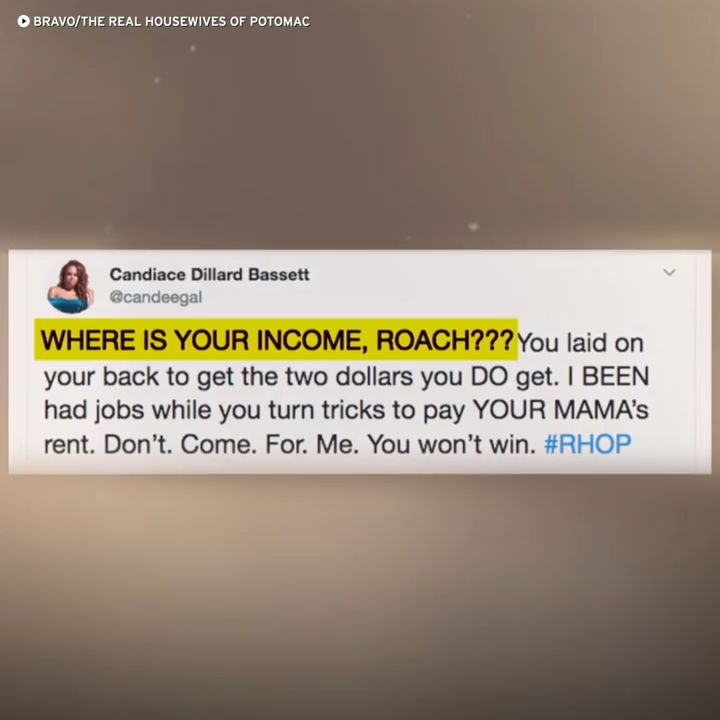 BRAVO/THE REAL HOUSEWIVES OF POTOMAC
Candiace Dillard Bassett
@candeegal
WHERE IS YOUR INCOME, ROACH??? You laid on
your back to get the two dollars you DO get. I BEEN
had jobs while you turn tricks to pay YOUR MAMA's
rent. Don't. Come. For. Me. You won't win. #RHOP